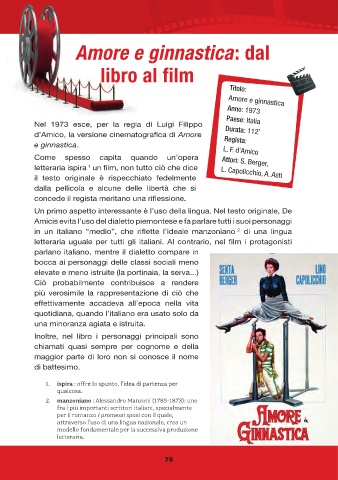 Amore e ginnastica: dal
libro al film
Titolo:
Amore e ginnastica
Anno: 1973
Paese: Italia
Durata: 112'
Regista:
L. F. d'Amico
Attori: S. Berger,
L. Capolicchio, A. Asti
Nel 1973 esce, per la regia di Luigi Filippo
d'Amico, la versione cinematografica di Amore
e ginnastica.
Come spesso capita quando un'opera
letteraria ispira 1 un film, non tutto ciò che dice
il testo originale è rispecchiato fedelmente
dalla pellicola e alcune delle libertà che si
concede il regista meritano una riflessione.
Un primo aspetto interessante è l'uso della lingua. Nel testo originale, De
Amicis evita l'uso del dialetto piemontese e fa parlare tutti i suoi personaggi
in un italiano "medio", che riflette l'ideale manzoniano 2 di una lingua
letteraria uguale per tutti gli italiani. Al contrario, nel film i protagonisti
parlano italiano, mentre il dialetto compare in
bocca ai personaggi delle classi sociali meno
elevate e meno istruite (la portinaia, la serva...)
Ciò probabilmente contribuisce a rendere
più verosimile la rappresentazione di ciò che
effettivamente accadeva all'epoca nella vita
quotidiana, quando l'italiano era usato solo da
una minoranza agiata e istruita.
Inoltre, nel libro i personaggi principali sono
chiamati quasi sempre per cognome e della
maggior parte di loro non si conosce il nome
di battesimo.
SENTA BERGER
LINO CAPOLICCHIO
AMORE E GINNASTICA
1. ispira : offre lo spunto, l'idea di partenza per
qualcosa.
2. manzoniano : Alessandro Manzoni (1785-1873): uno
fra i più importanti scrittori italiani, specialmente
per il romanzo I promessi sposi con il quale,
attraverso l'uso di una lingua nazionale, crea un
modello fondamentale per la successiva produzione
letteraria.